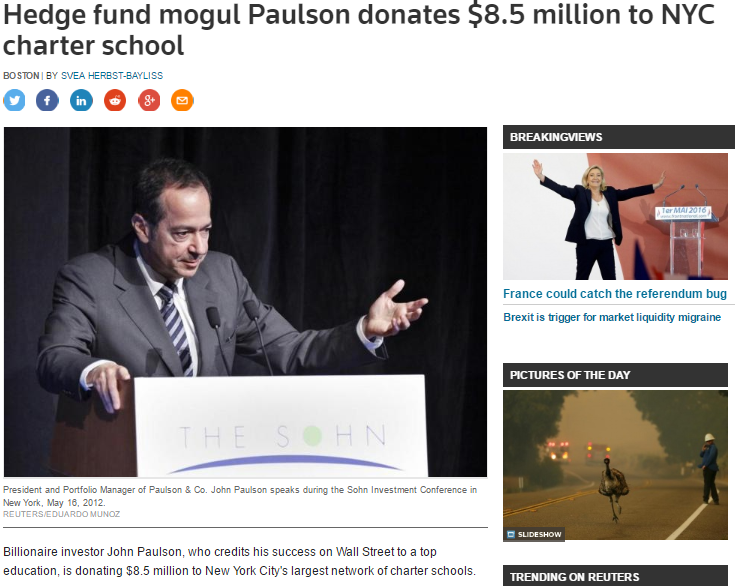 Hedge fund mogul Paulson donates $8.5 million to NYC
charter school
BOSTON | BY SVEA HERBST-BAYLISS
f
in
g+
THE SOHN
President and Portfolio Manager of Paulson & Co. John Paulson speaks during the Sohn Investment Conference in
New York, May 16, 2012.
REUTERS/EDUARDO MUNOZ
Billionaire investor John Paulson, who credits his success on Wall Street to a top
education, is donating $8.5 million to New York City's largest network of charter schools.
BREAKINGVIEWS
1er MAI 2016
France could catch the referendum bug
Brexit is trigger for market liquidity migraine
PICTURES OF THE DAY
SLIDESHOW
TRENDING ON REUTERS